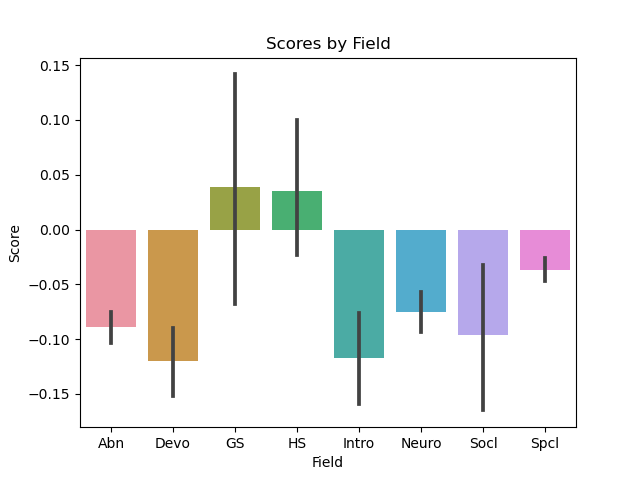 Scores by Field
Score
0.15
0.10
0.05
0.00
−0.05
−0.10
−0.15
Abn Devo GS HS Intro Neuro Socl Spcl
Field